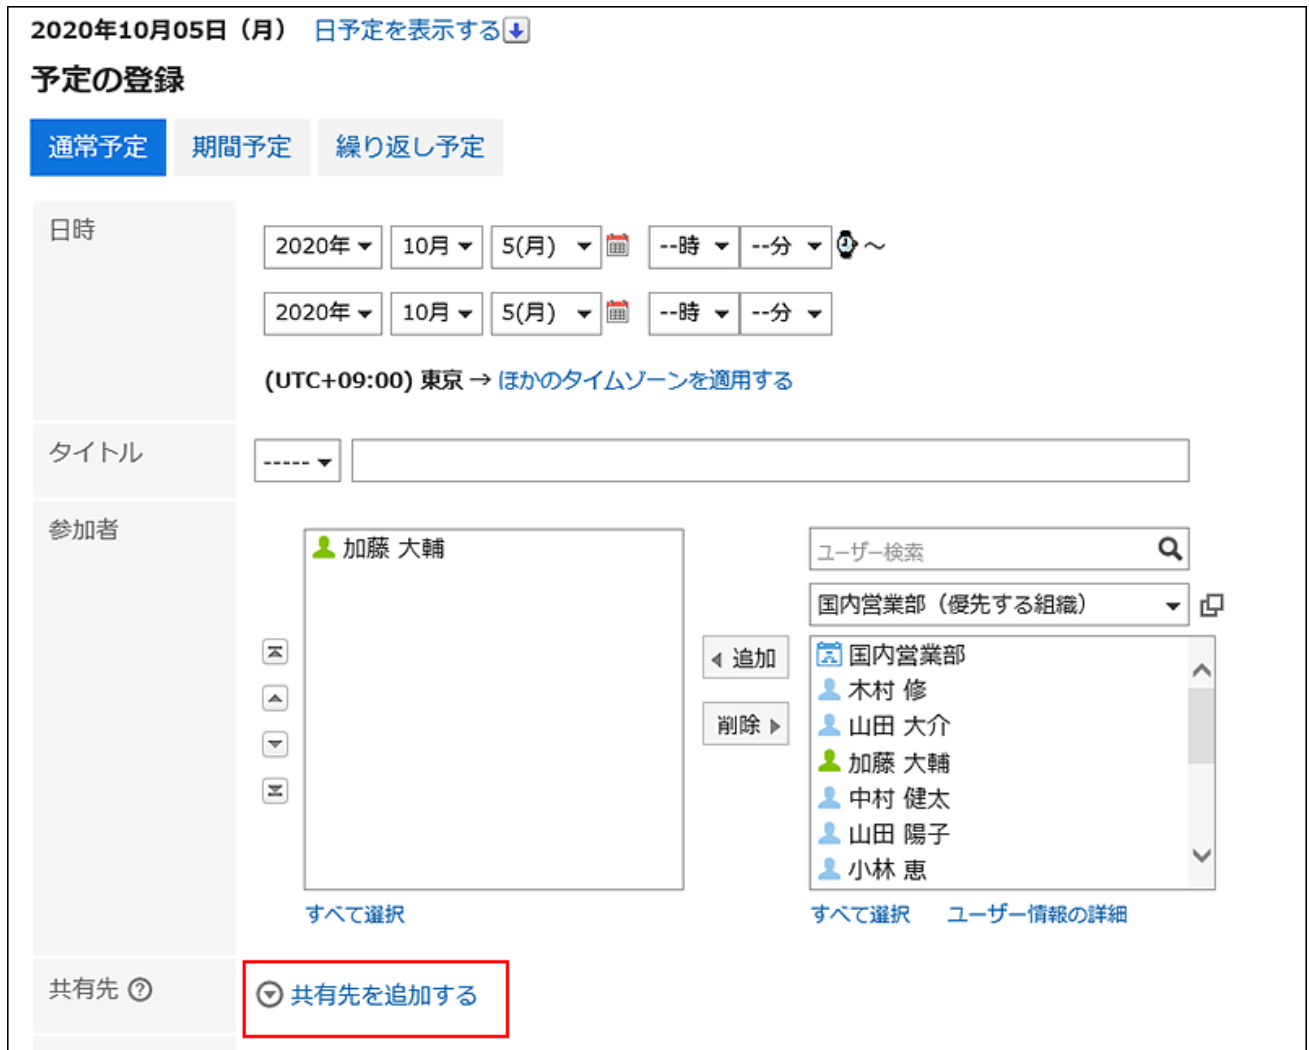 2020年10月05日（月） 日予定を表示する
予定の登録
通常予定 期間予定 繰り返し予定
日時
2020年 10月 5(月) --時 --分 ～
2020年 10月 5(月) --時 --分
(UTC+09:00) 東京 → ほかのタイムゾーンを適用する
タイトル
-----
参加者
加藤 大輔
ユーザー検索
国内営業部（優先する組織）
追加
削除
国内営業部
木村 修
山田 大介
加藤 大輔
中村 健太
山田 陽子
小林 恵
すべて選択
すべて選択 ユーザー情報の詳細
共有先 ?
共有先を追加する